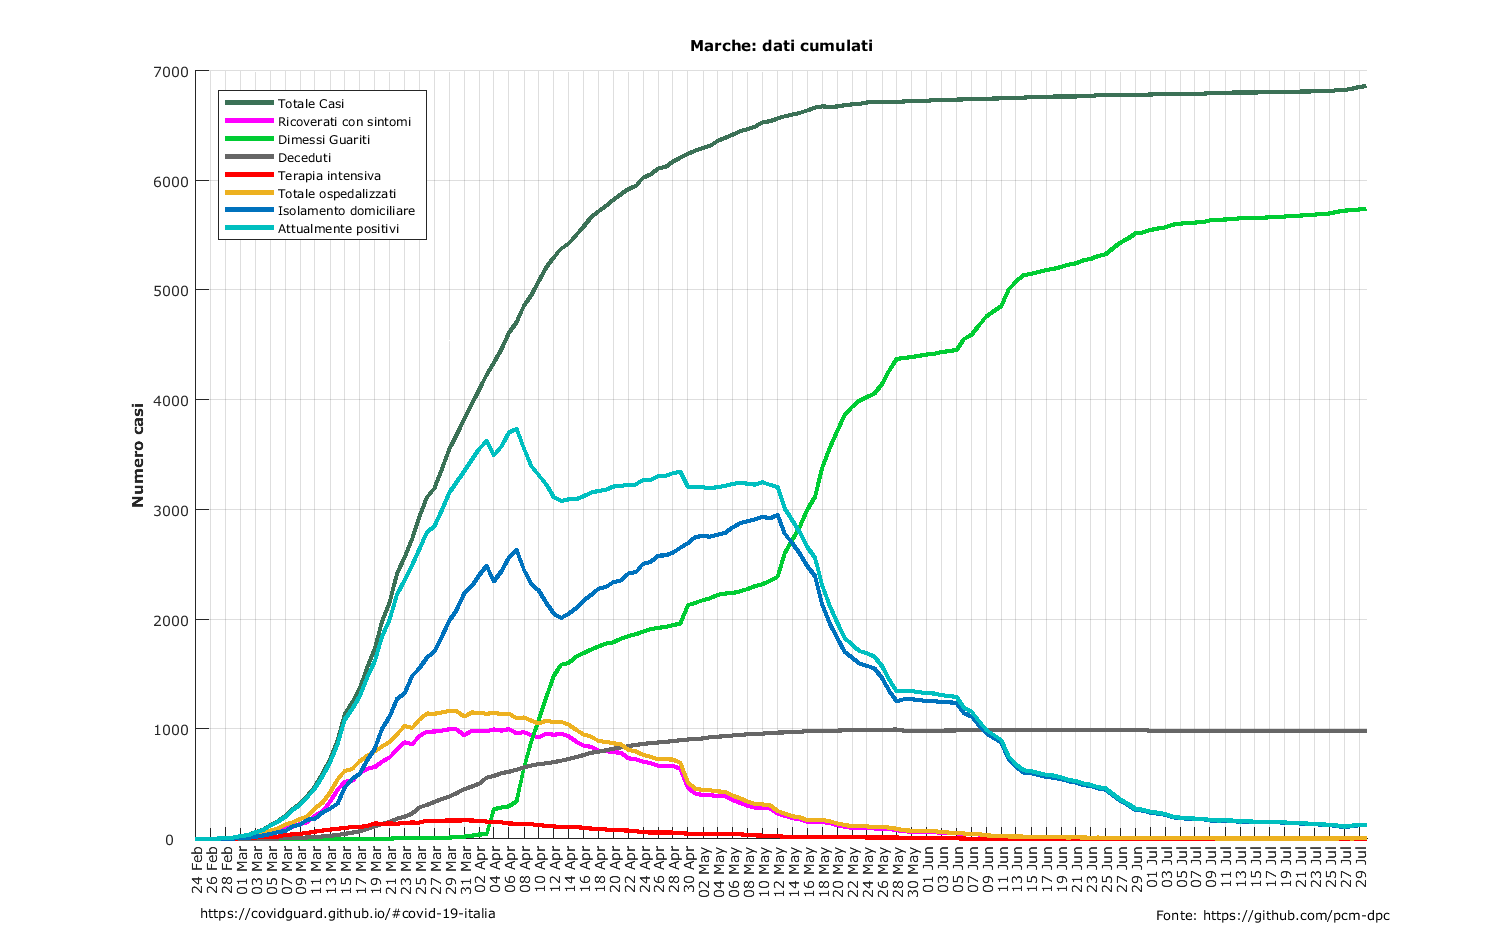 Marche: dati cumulati
7000
6000
5000
4000
3000
2000
1000
0
Numero casi
Totale Casi
Ricoverati con sintomi
Dimessi Guariti
Deceduti
Terapia intensiva
Totale ospedalizzati
Isolamento domiciliare
Attualmente positivi
24 Feb
26 Feb
28 Feb
01 Mar
03 Mar
05 Mar
07 Mar
09 Mar
11 Mar
13 Mar
15 Mar
17 Mar
19 Mar
21 Mar
23 Mar
25 Mar
27 Mar
29 Mar
31 Mar
02 Apr
04 Apr
06 Apr
08 Apr
10 Apr
12 Apr
14 Apr
16 Apr
18 Apr
20 Apr
22 Apr
24 Apr
26 Apr
28 Apr
30 Apr
02 May
04 May
06 May
08 May
10 May
12 May
14 May
16 May
18 May
20 May
22 May
24 May
26 May
28 May
30 May
01 Jun
03 Jun
05 Jun
07 Jun
09 Jun
11 Jun
13 Jun
15 Jun
17 Jun
19 Jun
21 Jun
23 Jun
25 Jun
27 Jun
29 Jun
01 Jul
03 Jul
05 Jul
07 Jul
09 Jul
11 Jul
13 Jul
15 Jul
17 Jul
19 Jul
21 Jul
23 Jul
25 Jul
27 Jul
29 Jul
https://covidguard.github.io/#covid-19-italia
Fonte: https://github.com/pcm-dpc